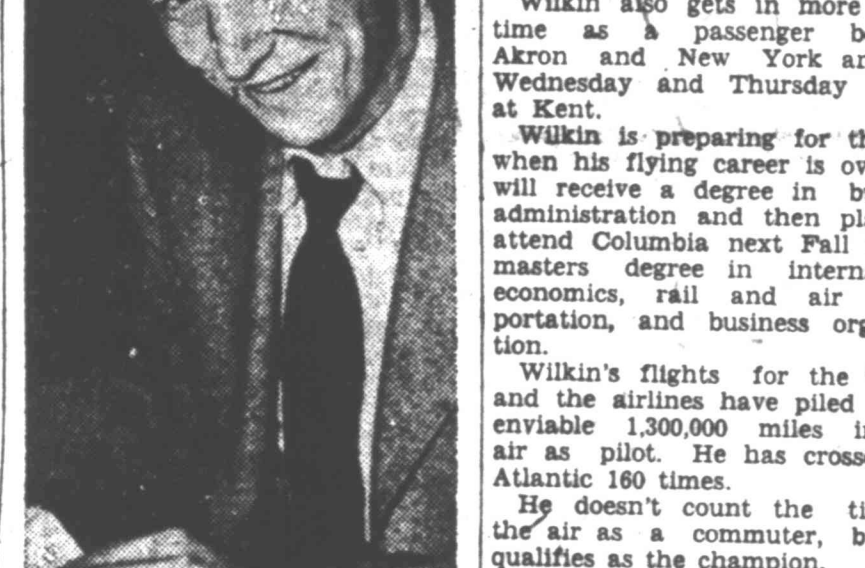 Wilkin also gets in more
time as a passenger b
Akron and New York an
Wednesday and Thursday
at Kent.
Wilkin is preparing for th
when his flying career is ov
will receive a degree in b
administration and then pla
attend Columbia next Fall
masters degree in intern
economics, rail and air
portation, and business org
tion.
Wilkin's flights for the
and the airlines have piled
enviable 1,300,000 miles i
air as pilot. He has cross
Atlantic 160 times.
He doesn't count the ti
the air as a commuter, b
qualifies as the champion.